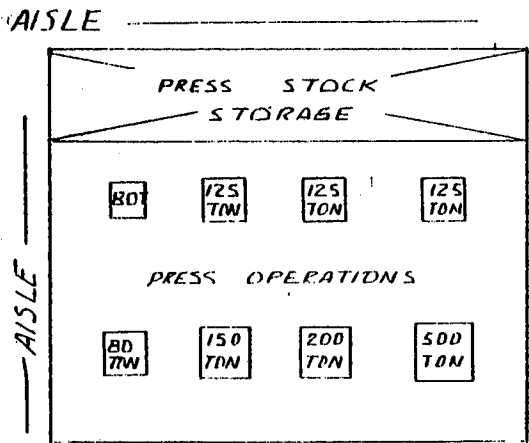 AISLE
PRESS STOCK
STORAGE
80T
125
TON
125
TON
125
TON
PRESS OPERATIONS
AISLE
80
TON
150
TON
200
TON
500
TON